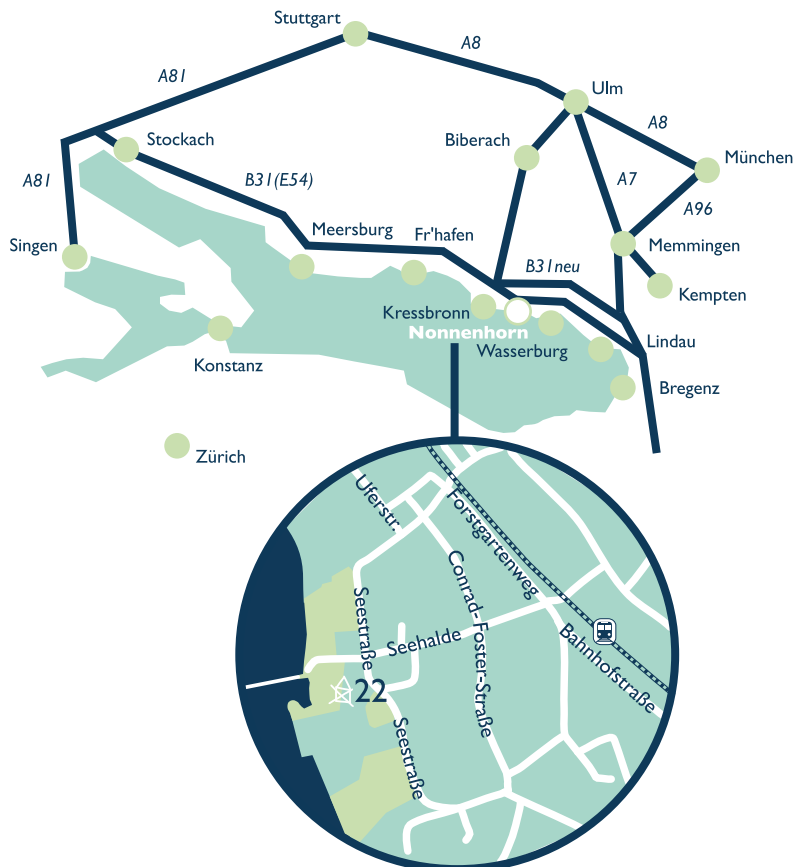 Stuttgart
A8
A81
Ulm
A8
Stockach
Biberach
München
A81
B31(E54)
A7
A96
Meersburg
Fr'hafen
Singen
Memmingen
B31neu
Kempten
Kressbronn
Nonnenhorn
Lindau
Wasserburg
Konstanz
Bregenz
Zürich
Uferstr.
Forstgartenweg
Conrad-Foster-Straße
Seestraße
Seehalde
Bahnhofstraße
22
Seestraße